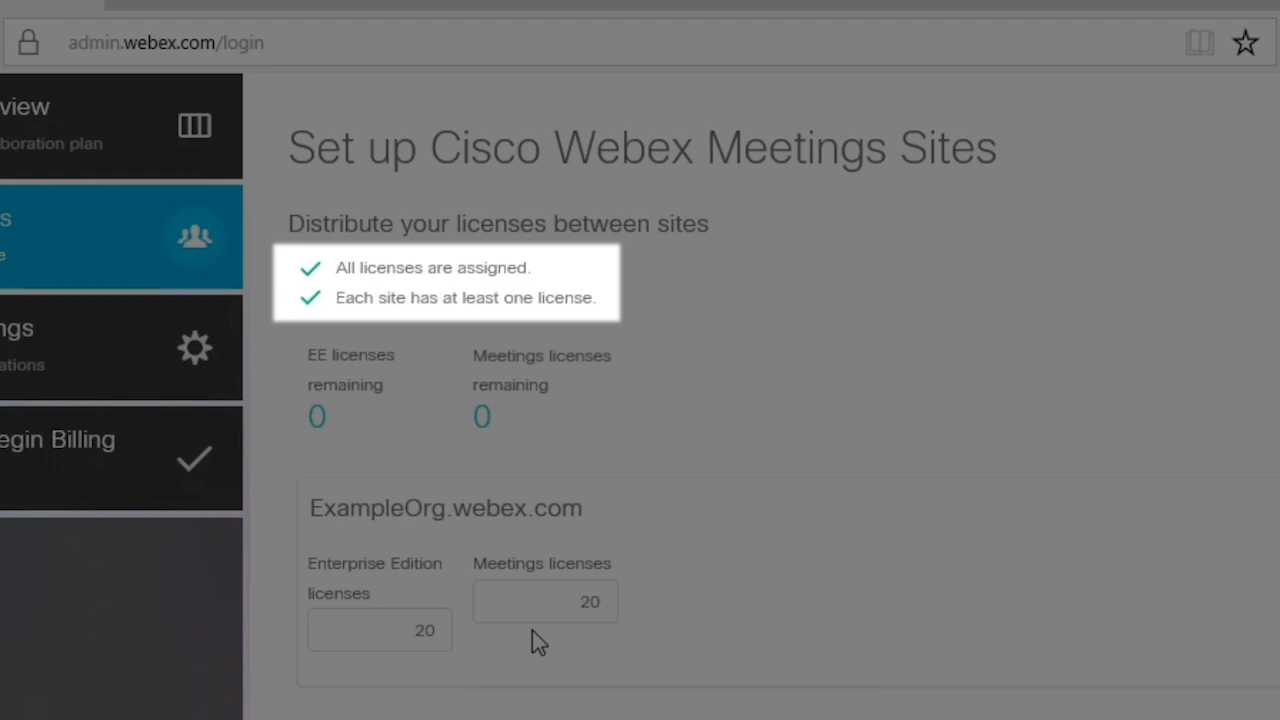 admin.webex.com/login
view
boration plan
s
e
ngs
ations
egin Billing
Set up Cisco Webex Meetings Sites
Distribute your licenses between sites
All licenses are assigned.
Each site has at least one license.
EE licenses
remaining
0
Meetings licenses
remaining
0
ExampleOrg.webex.com
Enterprise Edition
licenses
20
Meetings licenses
20